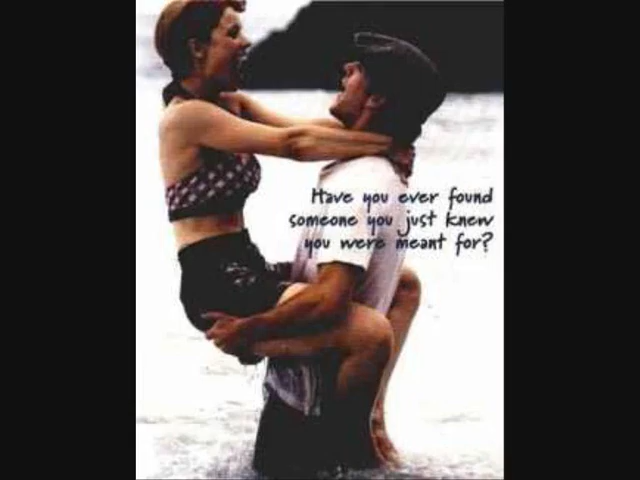 Have you ever found
someone you just knew
you were meant for?